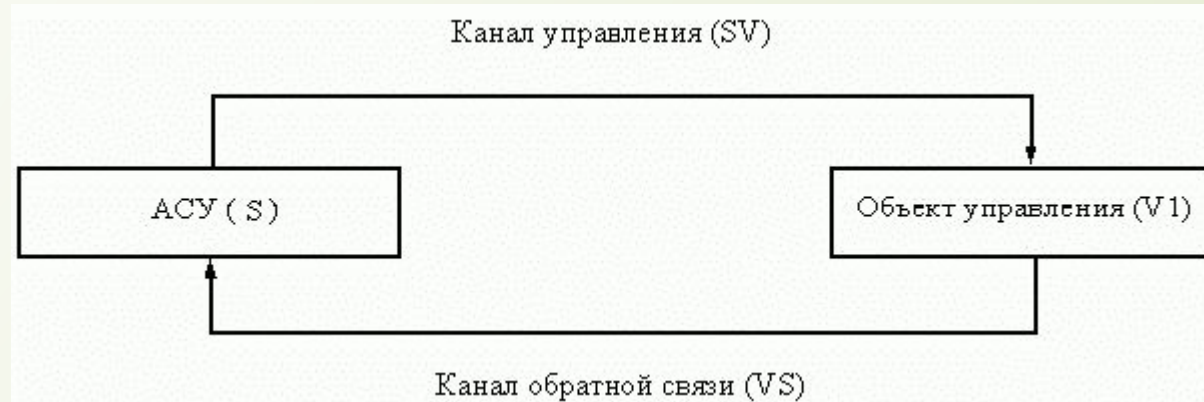 Канал управления (SV)
АСУ ( S )
Объект управления (V1)
Канал обратной связи (VS)